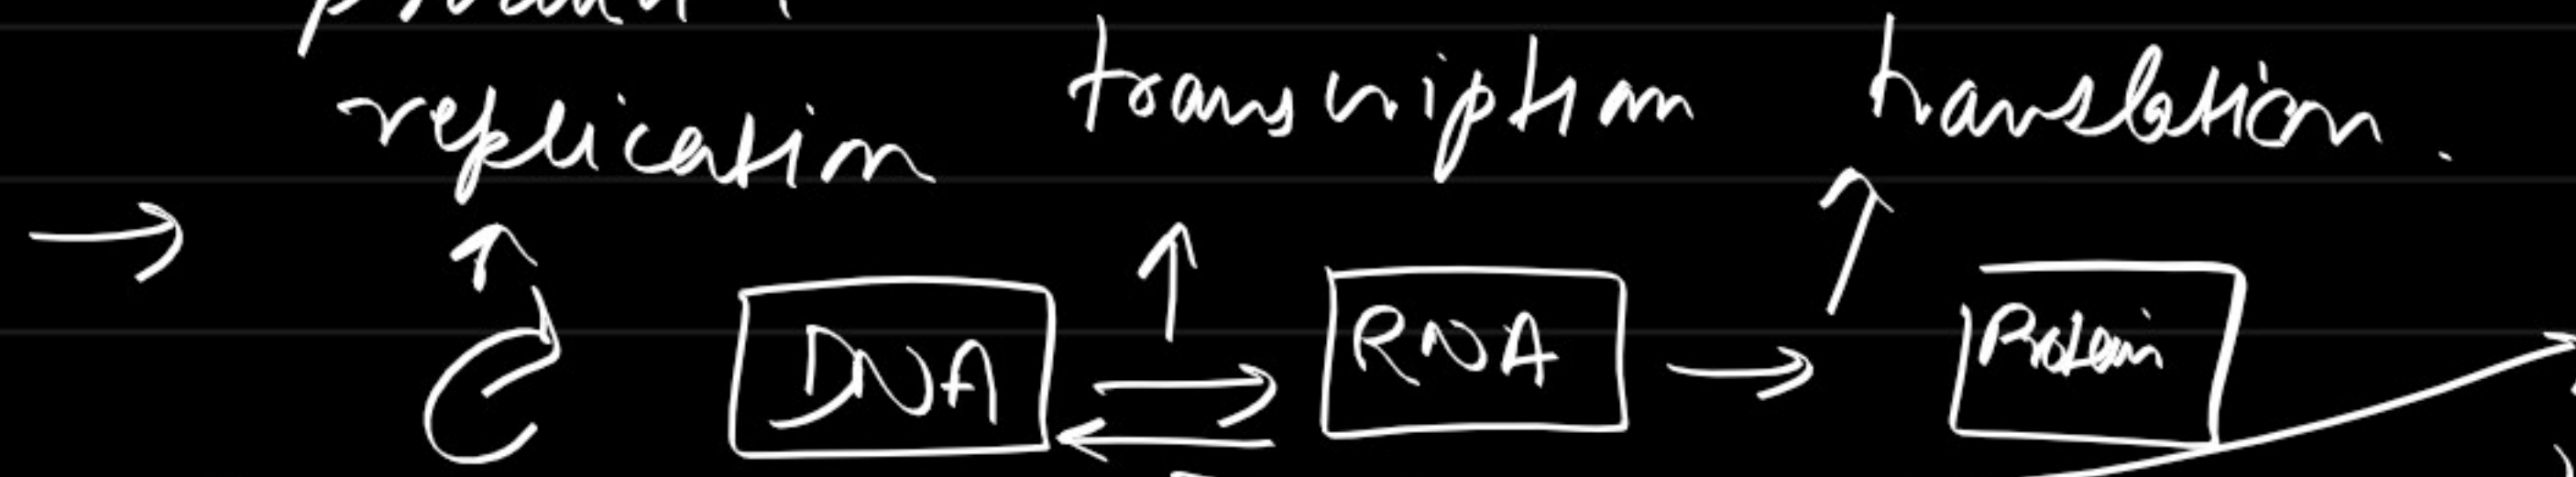 replication transcription translation.
DNA RNA Protein